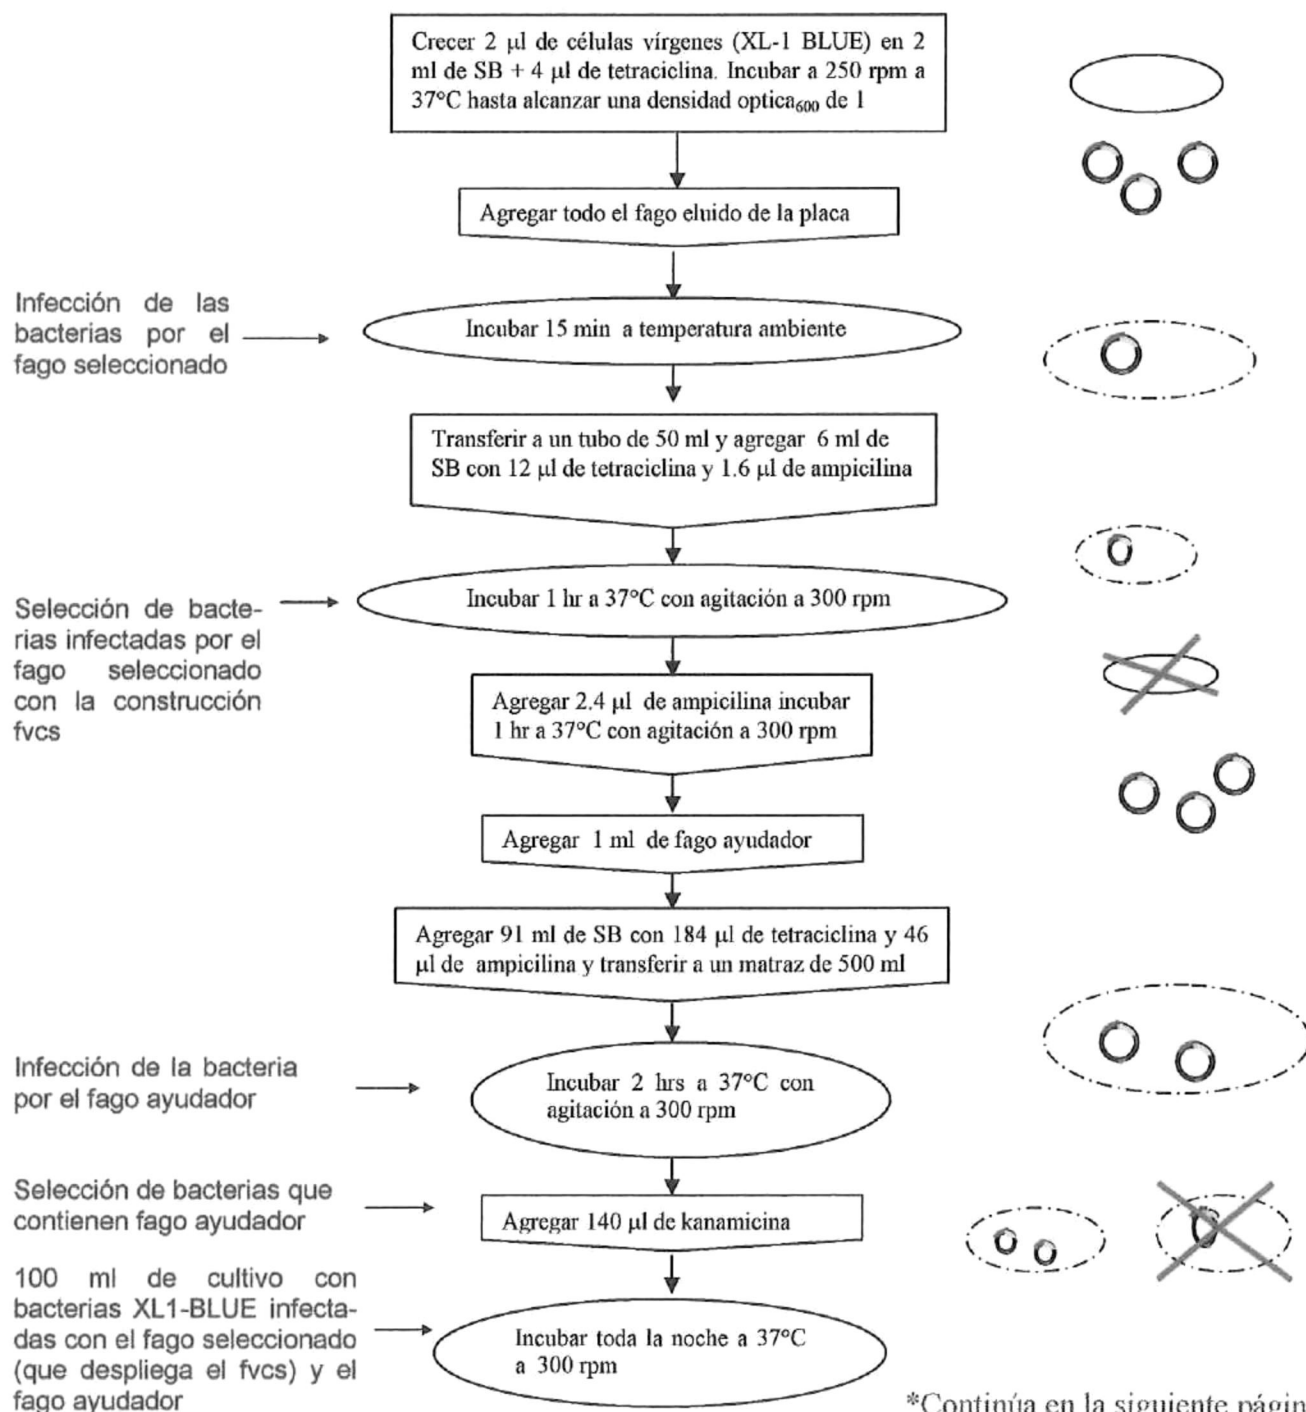 Crecer 2 µl de células vírgenes (XL-1 BLUE) en 2
ml de SB + 4 µl de tetraciclina. Incubar a 250 rpm a
37°C hasta alcanzar una densidad optica600 de 1
Agregar todo el fago eluido de la placa
Infección de las
bacterias por el
fago seleccionado
Incubar 15 min a temperatura ambiente
Transferir a un tubo de 50 ml y agregar 6 ml de
SB con 12 µl de tetraciclina y 1.6 µl de ampicilina
Selección de bacte-
rias infectadas por el
fago seleccionado
con la construcción
fvcs
Incubar 1 hr a 37°C con agitación a 300 rpm
Agregar 2.4 µl de ampicilina incubar
1 hr a 37°C con agitación a 300 rpm
Agregar 1 ml de fago ayudador
Agregar 91 ml de SB con 184 µl de tetraciclina y 46
µl de ampicilina y transferir a un matraz de 500 ml
Infección de la bacteria
por el fago ayudador
Incubar 2 hrs a 37°C con
agitación a 300 rpm
Selección de bacterias que
contienen fago ayudador
Agregar 140 µl de kanamicina
100 ml de cultivo con
bacterias XL1-BLUE infecta-
das con el fago seleccionado
(que despliega el fvcs) y el
fago ayudador
Incubar toda la noche a 37°C
a 300 rpm
*Continúa en la siguiente págin